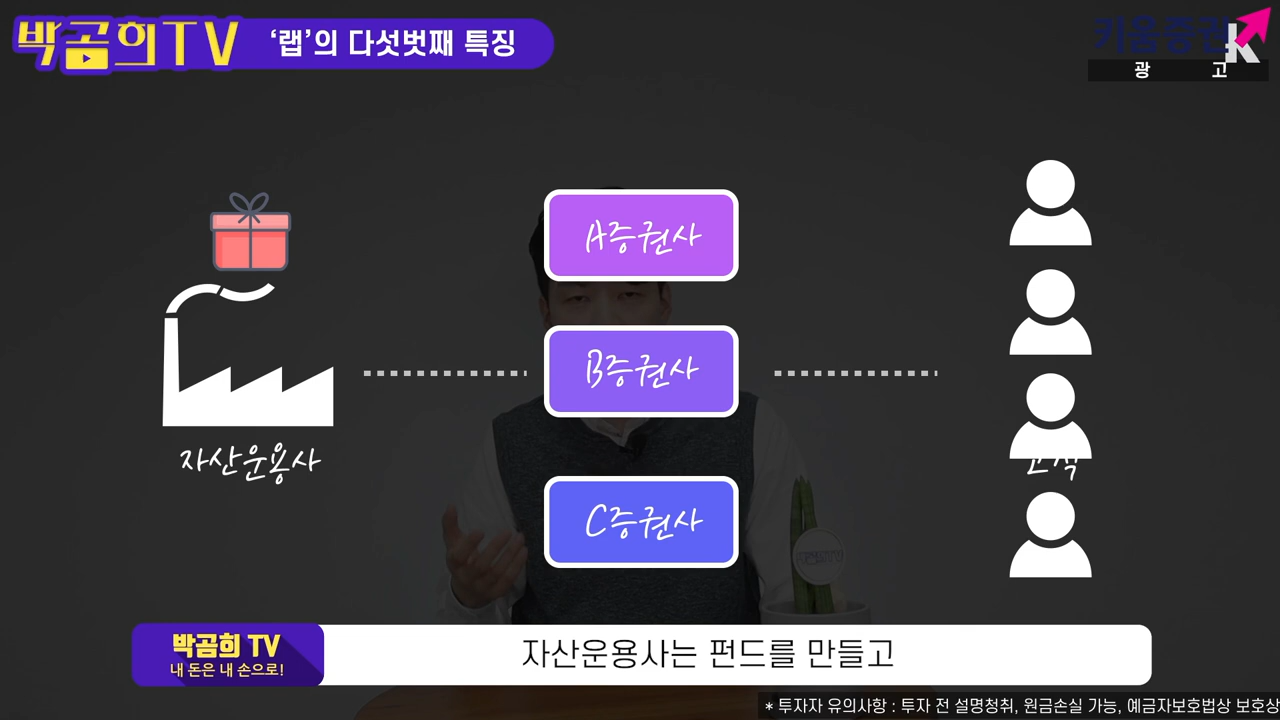 박곰희TV
‘랩’의 다섯번째 특징
키움증권
광 고
A증권사
B증권사
C증권사
자산운용사
고객
박곰희 TV
내 돈은 내 손으로!
자산운용사는 펀드를 만들고
* 투자자 유의사항 : 투자 전 설명청취, 원금손실 가능, 예금자보호법상 보호상